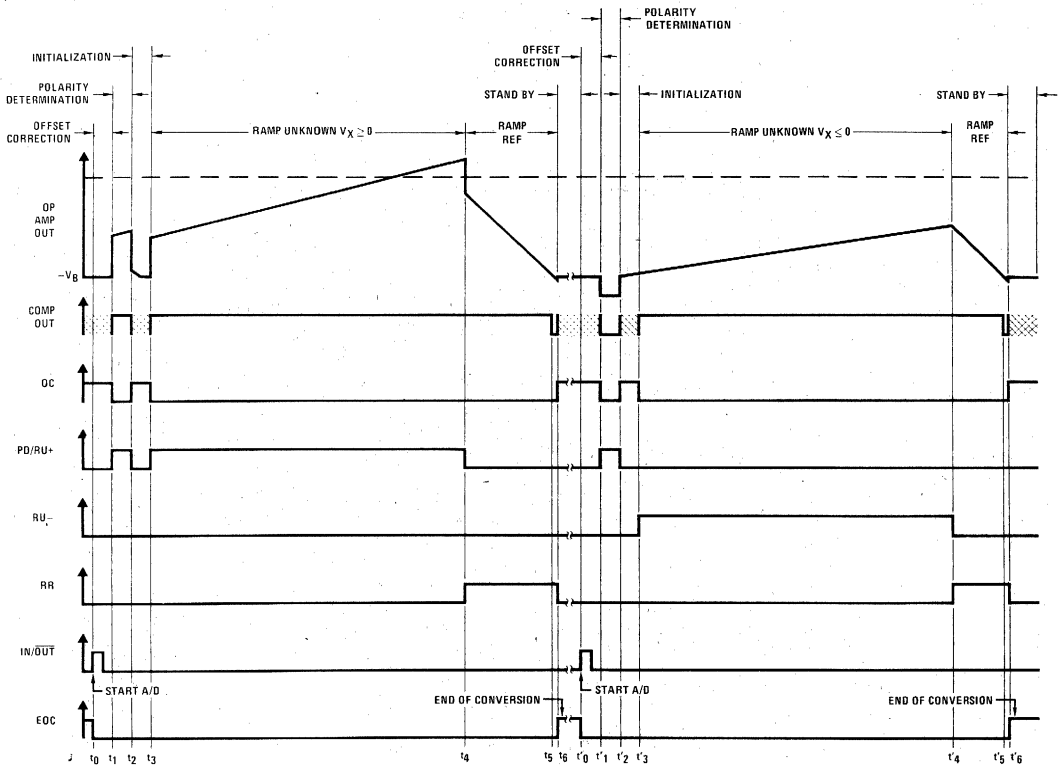 POLARITY
DETERMINATION
OFFSET
CORRECTION
INITIALIZATION
POLARITY
DETERMINATION
STAND BY
INITIALIZATION
STAND BY
OFFSET
CORRECTION
RAMP UNKNOWN VX ≥ 0
RAMP
REF
RAMP UNKNOWN VX ≤ 0
RAMP
REF
OP
AMP
OUT
−VB
COMP
OUT
OC
PD/RU+
RU−
RR
IN/O̅U̅T̅
START A/D
START A/D
END OF CONVERSION
END OF CONVERSION
EOC
t0 t1 t2 t3 t4 t5 t6 t'0 t'1 t'2 t'3 t'4 t'5 t'6